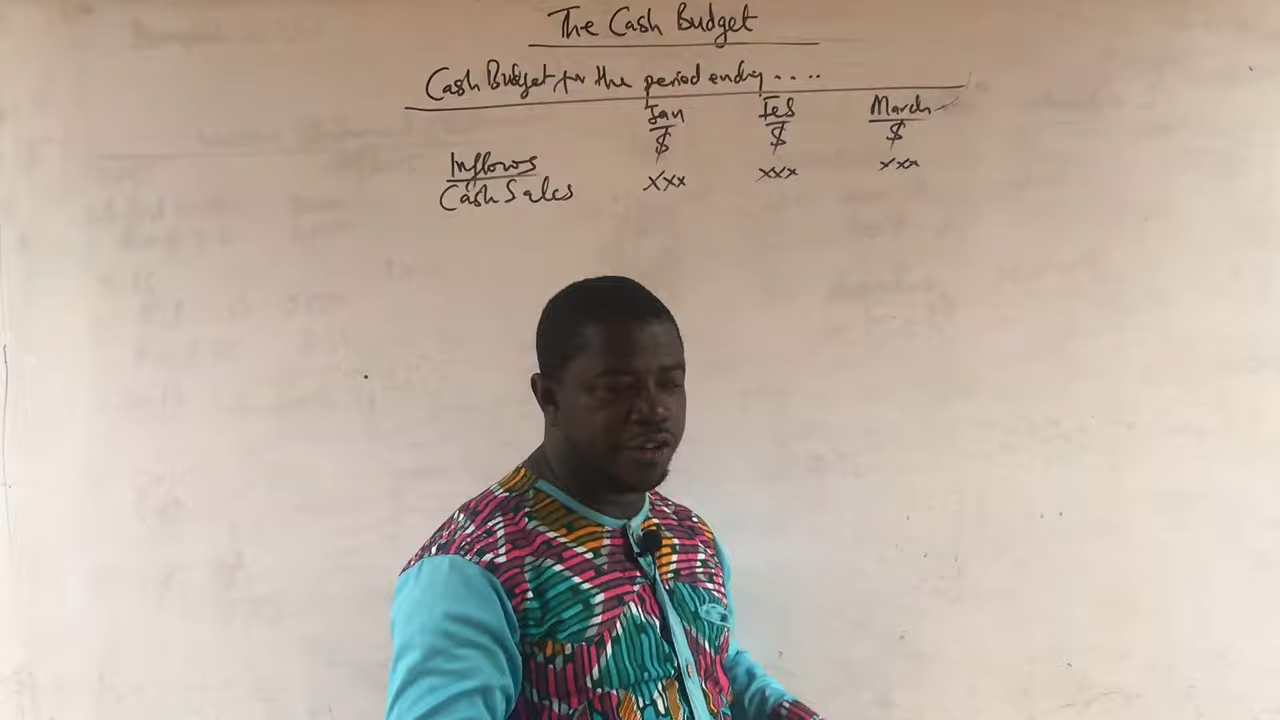 The Cash Budget
Cash Budget for the period ending ....
Jan Feb March
$ $ $
Inflows
Cash Sales xxx xxx xxx